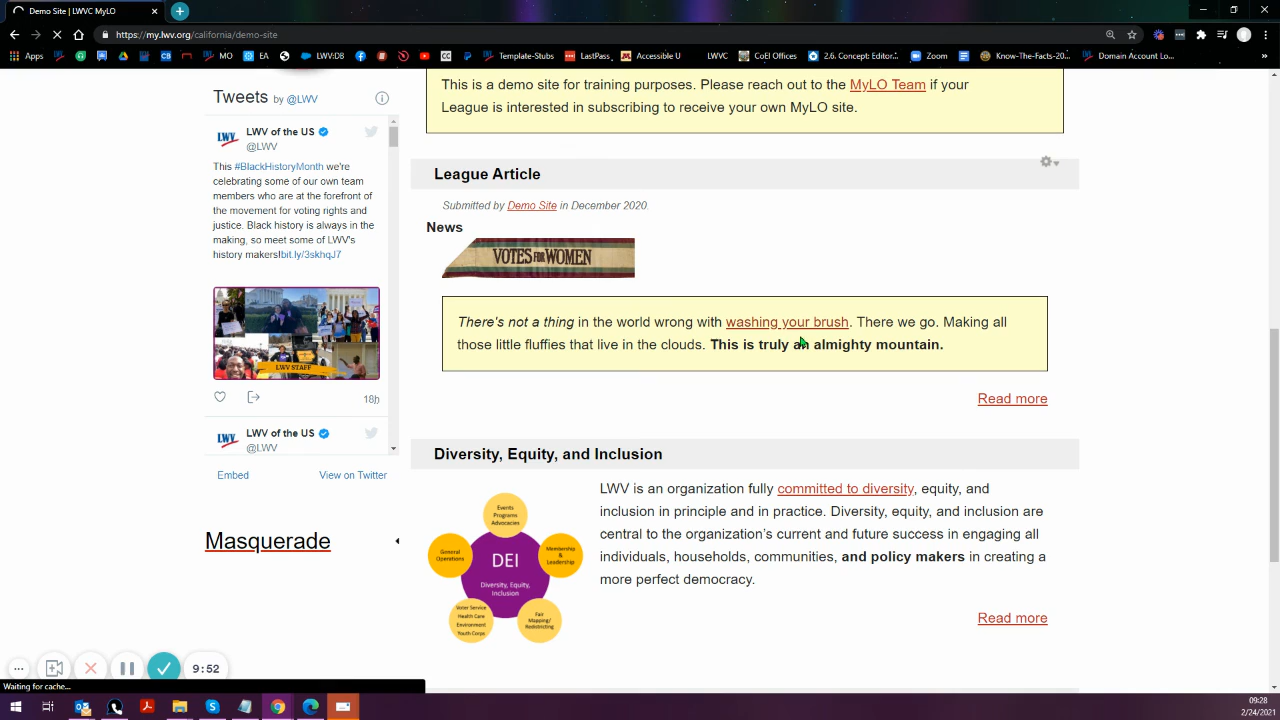 Demo Site | LWVC MyLO
https://my.lwv.org/california/demo-site
Apps
MO
EA
LWV:DB
Template-Stubs
LastPass
Accessible U
LWVC
CoEI Offices
2.6. Concept: Editor...
Zoom
Know-The-Facts-20...
Domain Account Lo...
»
Tweets by @LWV
LWV of the US
@LWV
This #BlackHistoryMonth we're
celebrating some of our own team
members who are at the forefront of
the movement for voting rights and
justice. Black history is always in the
making, so meet some of LWV's
history makers!bit.ly/3skhqJ7
LWV STAFF
18h
LWV of the US
@LWV
Embed
View on Twitter
Masquerade
This is a demo site for training purposes. Please reach out to the MyLO Team if your
League is interested in subscribing to receive your own MyLO site.
League Article
Submitted by Demo Site in December 2020.
News
VOTES FOR WOMEN
There's not a thing in the world wrong with washing your brush. There we go. Making all
those little fluffies that live in the clouds. This is truly an almighty mountain.
Read more
Diversity, Equity, and Inclusion
Events
Programs
Advocacies
General
Operations
DEI
Diversity, Equity,
Inclusion
Membership
&
Leadership
Voter Service
Health Care
Environment
Youth Corps
Fair
Mapping/
Redistricting
LWV is an organization fully committed to diversity, equity, and
inclusion in principle and in practice. Diversity, equity, and inclusion are
central to the organization's current and future success in engaging all
individuals, households, communities, and policy makers in creating a
more perfect democracy.
Read more
9:52
Waiting for cache...
09:28
2/24/2021